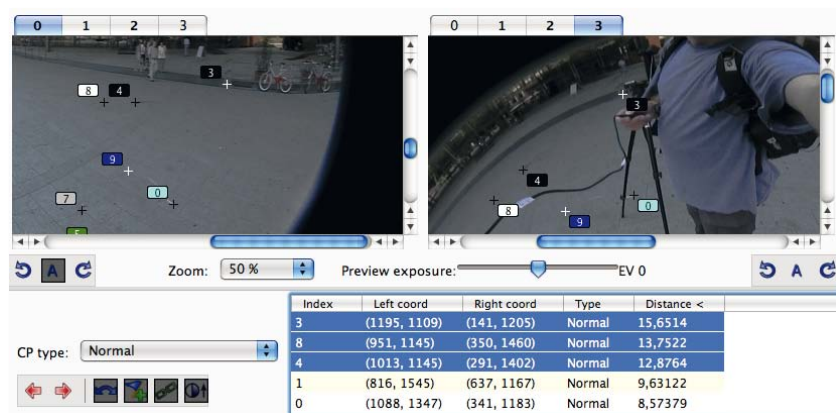 0 1 2 3
0 1 2 3
3
8 4
9
7 0
5
3
4
8 0
9
A Zoom: 50 % Preview exposure: EV 0 A
Index Left coord Right coord Type Distance <
3 (1195, 1109) (141, 1205) Normal 15,6514
8 (951, 1145) (350, 1460) Normal 13,7522
4 (1013, 1145) (291, 1402) Normal 12,8764
CP type: Normal
1 (816, 1545) (637, 1167) Normal 9,63122
0 (1088, 1347) (341, 1183) Normal 8,57379